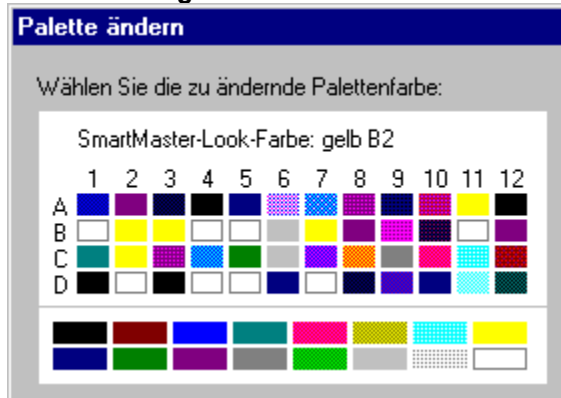 Palette ändern
Wählen Sie die zu ändernde Palettenfarbe:
SmartMaster-Look-Farbe: gelb B2
1 2 3 4 5 6 7 8 9 10 11 12
A
B
C
D